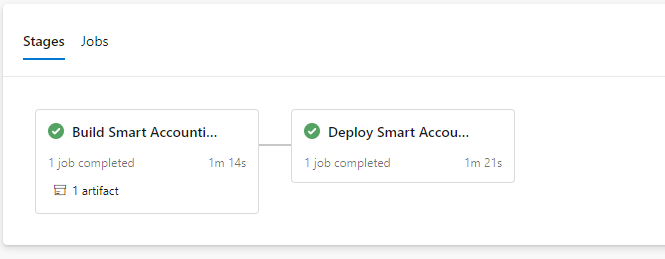 Stages Jobs
Build Smart Accounti...
1 job completed 1m 14s
1 artifact
Deploy Smart Accou...
1 job completed 1m 21s